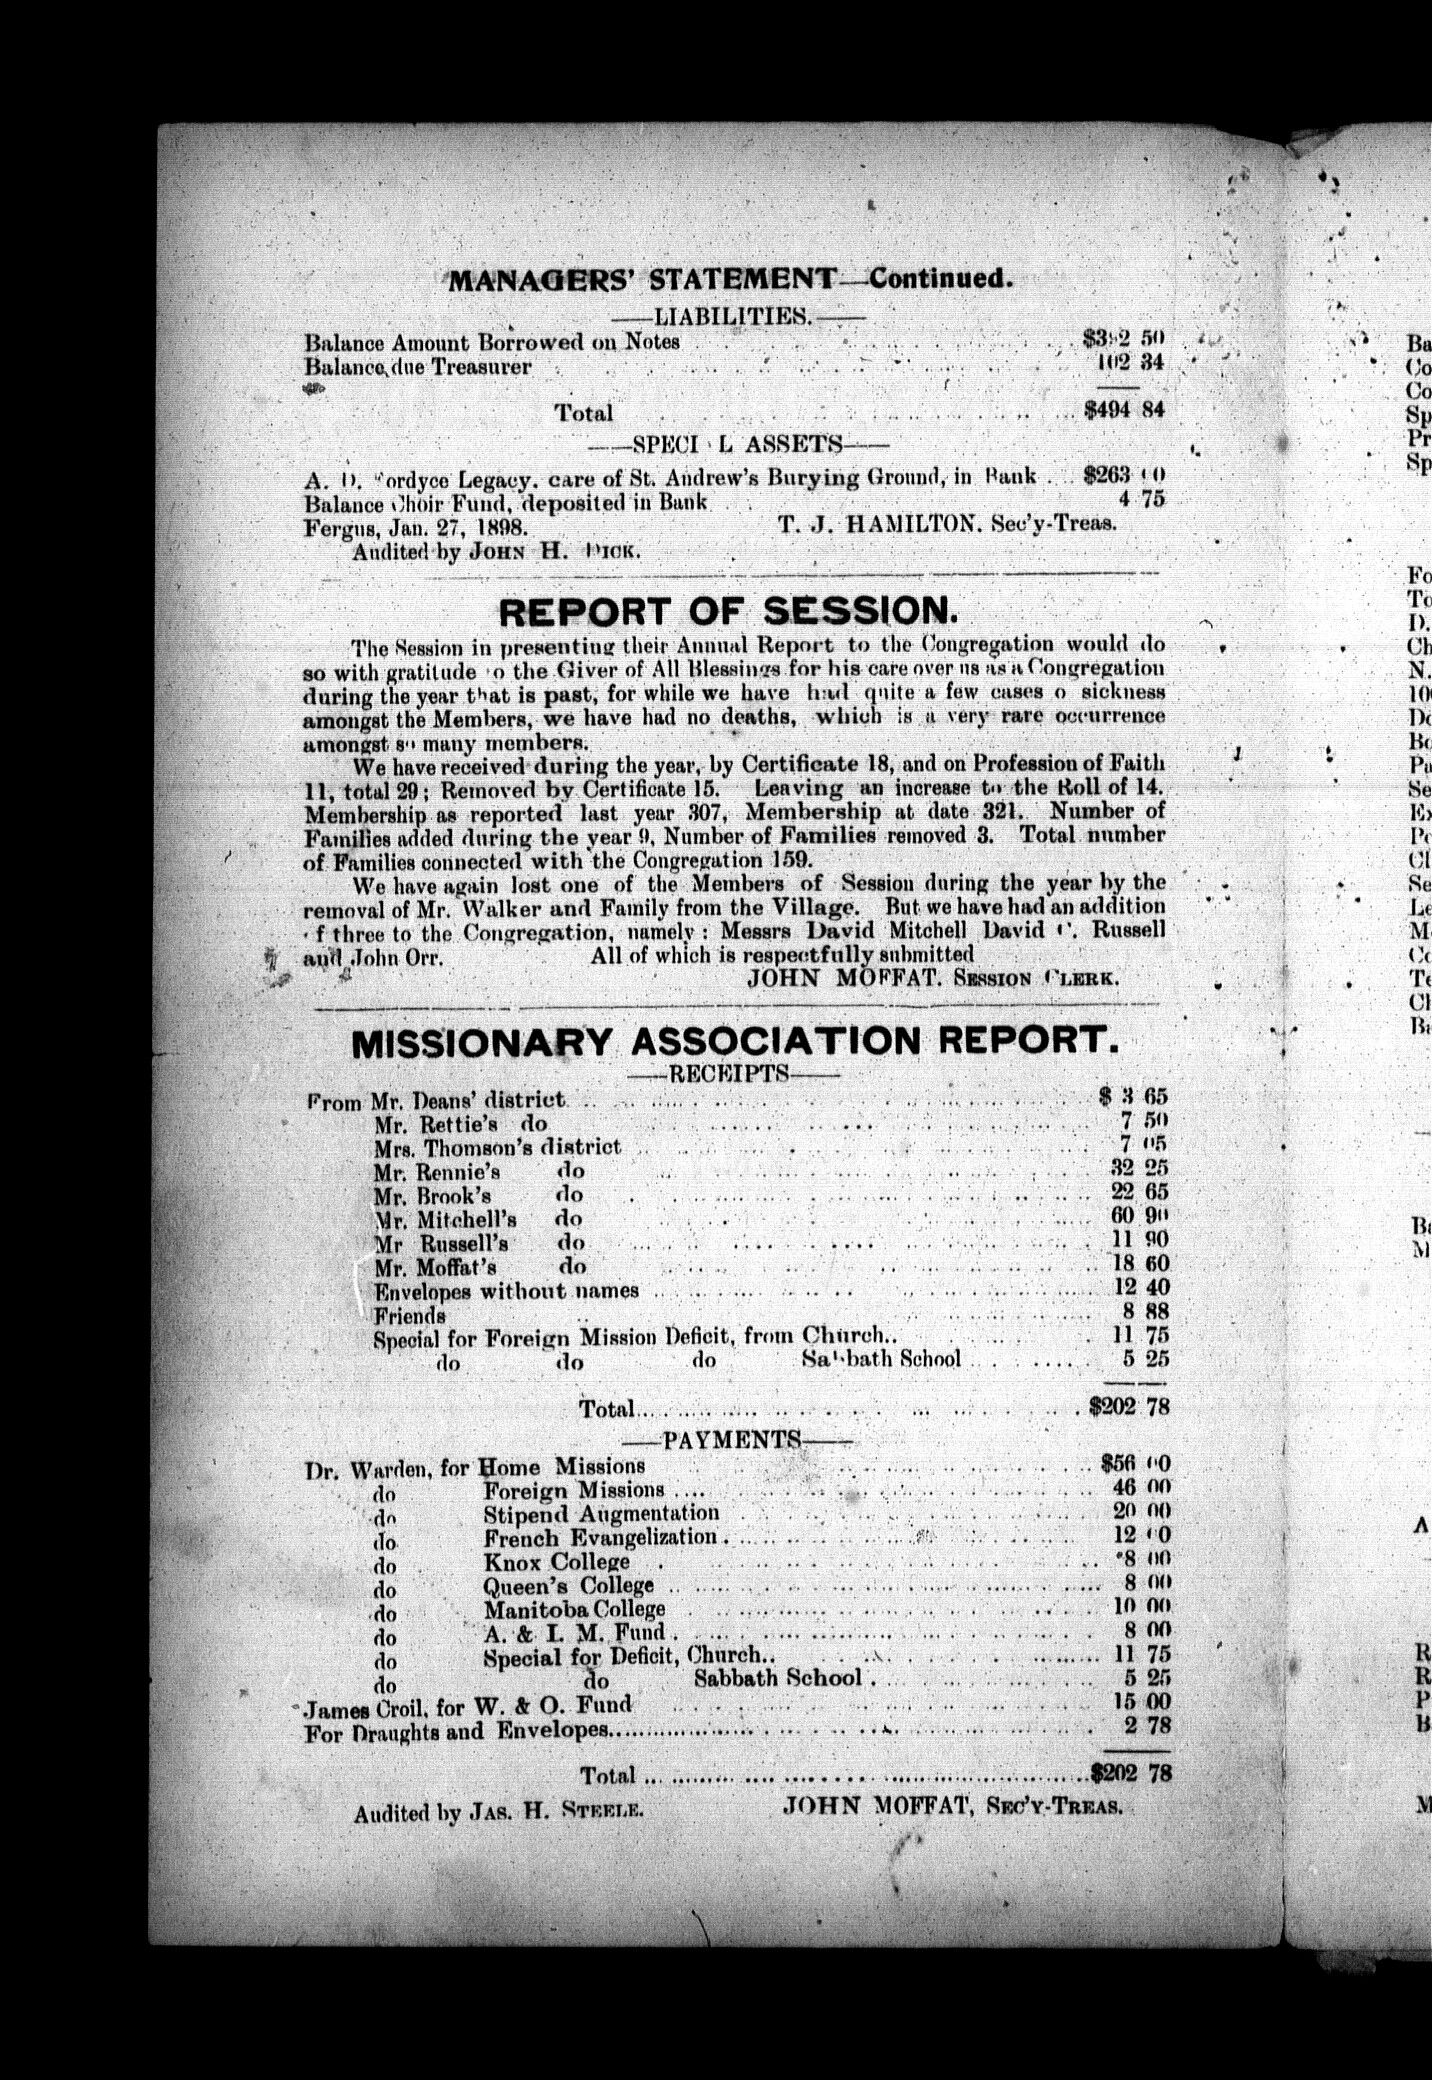 MANAGERS' STATEMENT—Continued.
——LIABILITIES.——
Balance Amount Borrowed on Notes $392 50
Balance due Treasurer 102 34
Total $494 84
——SPECIAL ASSETS——
A. D. Fordyce Legacy, care of St. Andrew's Burying Ground, in Bank $263 00
Balance Choir Fund, deposited in Bank 4 75
Fergus, Jan. 27, 1898. T. J. HAMILTON. Sec'y-Treas.
Audited by JOHN H. DICK.
REPORT OF SESSION.
The Session in presenting their Annual Report to the Congregation would do
so with gratitude to the Giver of All Blessings for his care over us as a Congregation
during the year that is past, for while we have had quite a few cases o sickness
amongst the Members, we have had no deaths, which is a very rare occurrence
amongst so many members.
We have received during the year, by Certificate 18, and on Profession of Faith
11, total 29; Removed by Certificate 15. Leaving an increase to the Roll of 14.
Membership as reported last year 307, Membership at date 321. Number of
Families added during the year 9, Number of Families removed 3. Total number
of Families connected with the Congregation 159.
We have again lost one of the Members of Session during the year by the
removal of Mr. Walker and Family from the Village. But we have had an addition
of three to the Congregation, namely: Messrs David Mitchell David C. Russell
and John Orr. All of which is respectfully submitted
JOHN MOFFAT. SESSION CLERK.
MISSIONARY ASSOCIATION REPORT.
——RECEIPTS——
From Mr. Deans' district $ 3 65
Mr. Rettie's do 7 50
Mrs. Thomson's district 7 05
Mr. Rennie's do 32 25
Mr. Brook's do 22 65
Mr. Mitchell's do 60 90
Mr Russell's do 11 90
Mr. Moffat's do 18 60
Envelopes without names 12 40
Friends 8 88
Special for Foreign Mission Deficit, from Church.. 11 75
do do do Sabbath School 5 25
Total $202 78
——PAYMENTS——
Dr. Warden, for Home Missions $56 00
do Foreign Missions 46 00
do Stipend Augmentation 20 00
do French Evangelization 12 00
do Knox College 8 00
do Queen's College 8 00
do Manitoba College 10 00
do A. & I. M. Fund 8 00
do Special for Deficit, Church.. 11 75
do do Sabbath School 5 25
James Croil, for W. & O. Fund 15 00
For Draughts and Envelopes 2 78
Total $202 78
Audited by JAS. H. STEELE. JOHN MOFFAT, SEC'Y-TREAS.